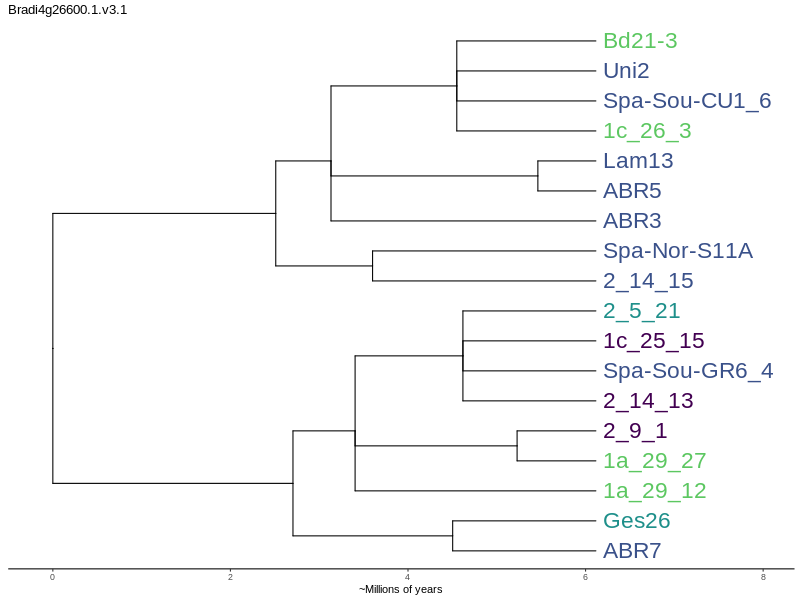 Bradi4g26600.1.v3.1
Bd21-3
Uni2
Spa-Sou-CU1_6
1c_26_3
Lam13
ABR5
ABR3
Spa-Nor-S11A
2_14_15
2_5_21
1c_25_15
Spa-Sou-GR6_4
2_14_13
2_9_1
1a_29_27
1a_29_12
Ges26
ABR7
0 2 4 6 8
~Millions of years